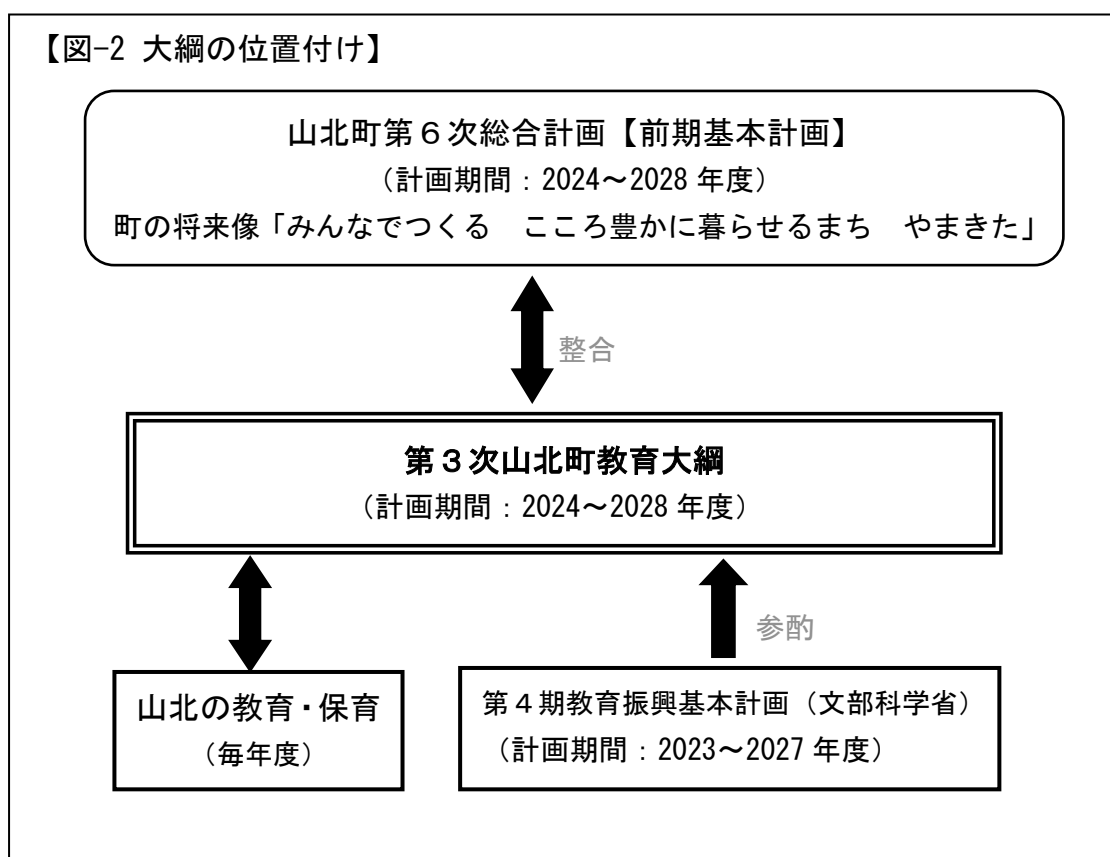 【図-2 大綱の位置付け】
山北町第６次総合計画【前期基本計画】
（計画期間：2024～2028 年度）
町の将来像「みんなでつくる　こころ豊かに暮らせるまち　やまきた」
整合
第３次山北町教育大綱
（計画期間：2024～2028 年度）
参酌
山北の教育・保育
（毎年度）
第４期教育振興基本計画（文部科学省）
（計画期間：2023～2027 年度）